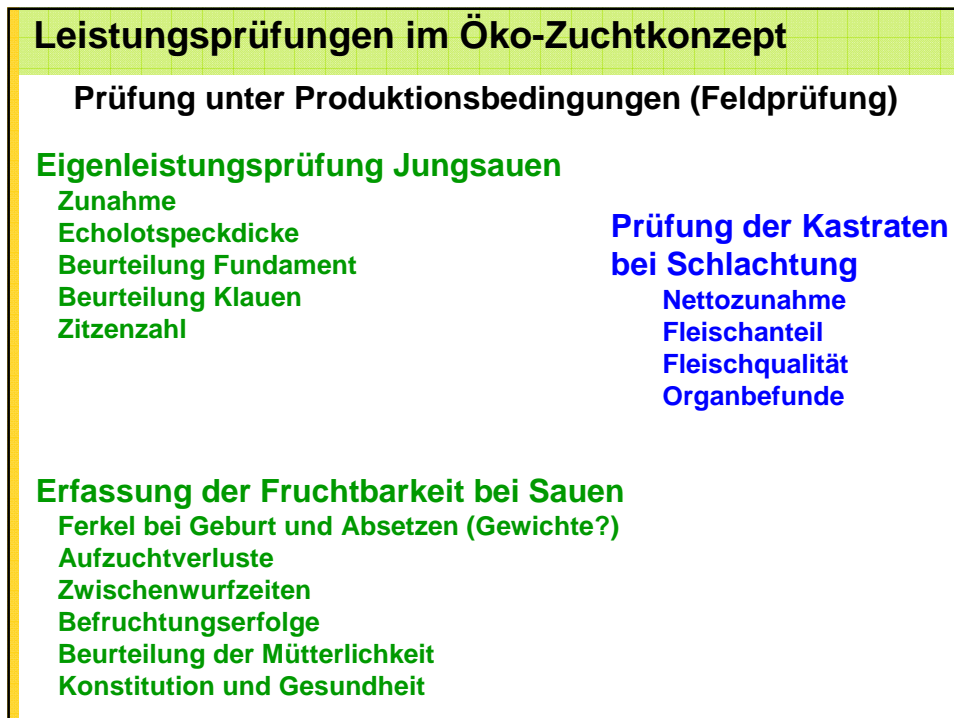 Leistungsprüfungen im Öko-Zuchtkonzept
Prüfung unter Produktionsbedingungen (Feldprüfung)
Eigenleistungsprüfung Jungsauen
Zunahme
Echolotspeckdicke
Beurteilung Fundament
Beurteilung Klauen
Zitzenzahl
Prüfung der Kastraten
bei Schlachtung
Nettozunahme
Fleischanteil
Fleischqualität
Organbefunde
Erfassung der Fruchtbarkeit bei Sauen
Ferkel bei Geburt und Absetzen (Gewichte?)
Aufzuchtverluste
Zwischenwurfzeiten
Befruchtungserfolge
Beurteilung der Mütterlichkeit
Konstitution und Gesundheit